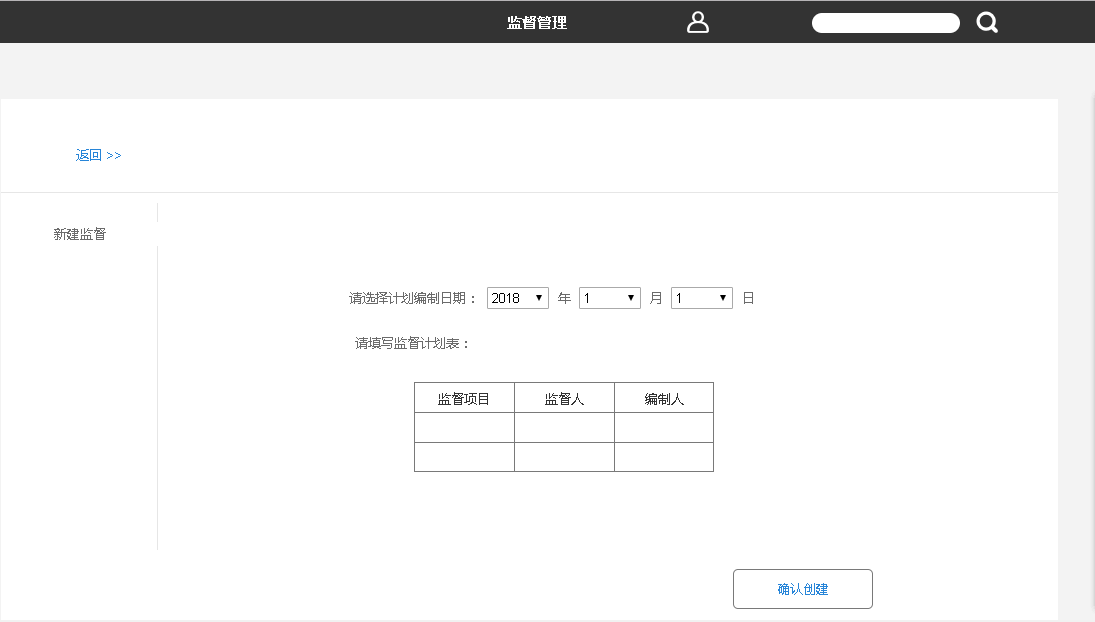 监督管理
返回 >>
新建监督
请选择计划编制日期： 2018 年 1 月 1 日
请填写监督计划表：
监督项目 监督人 编制人
确认创建